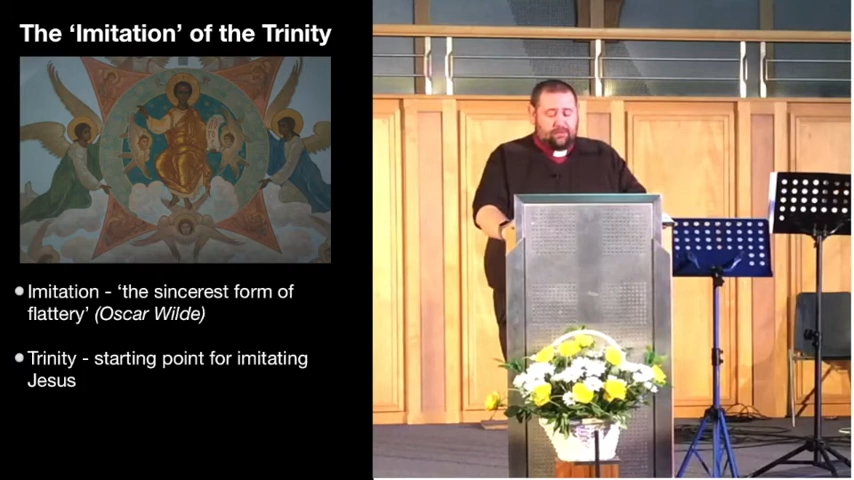 The ‘Imitation’ of the Trinity
Imitation - ‘the sincerest form of
flattery’ (Oscar Wilde)
Trinity - starting point for imitating
Jesus